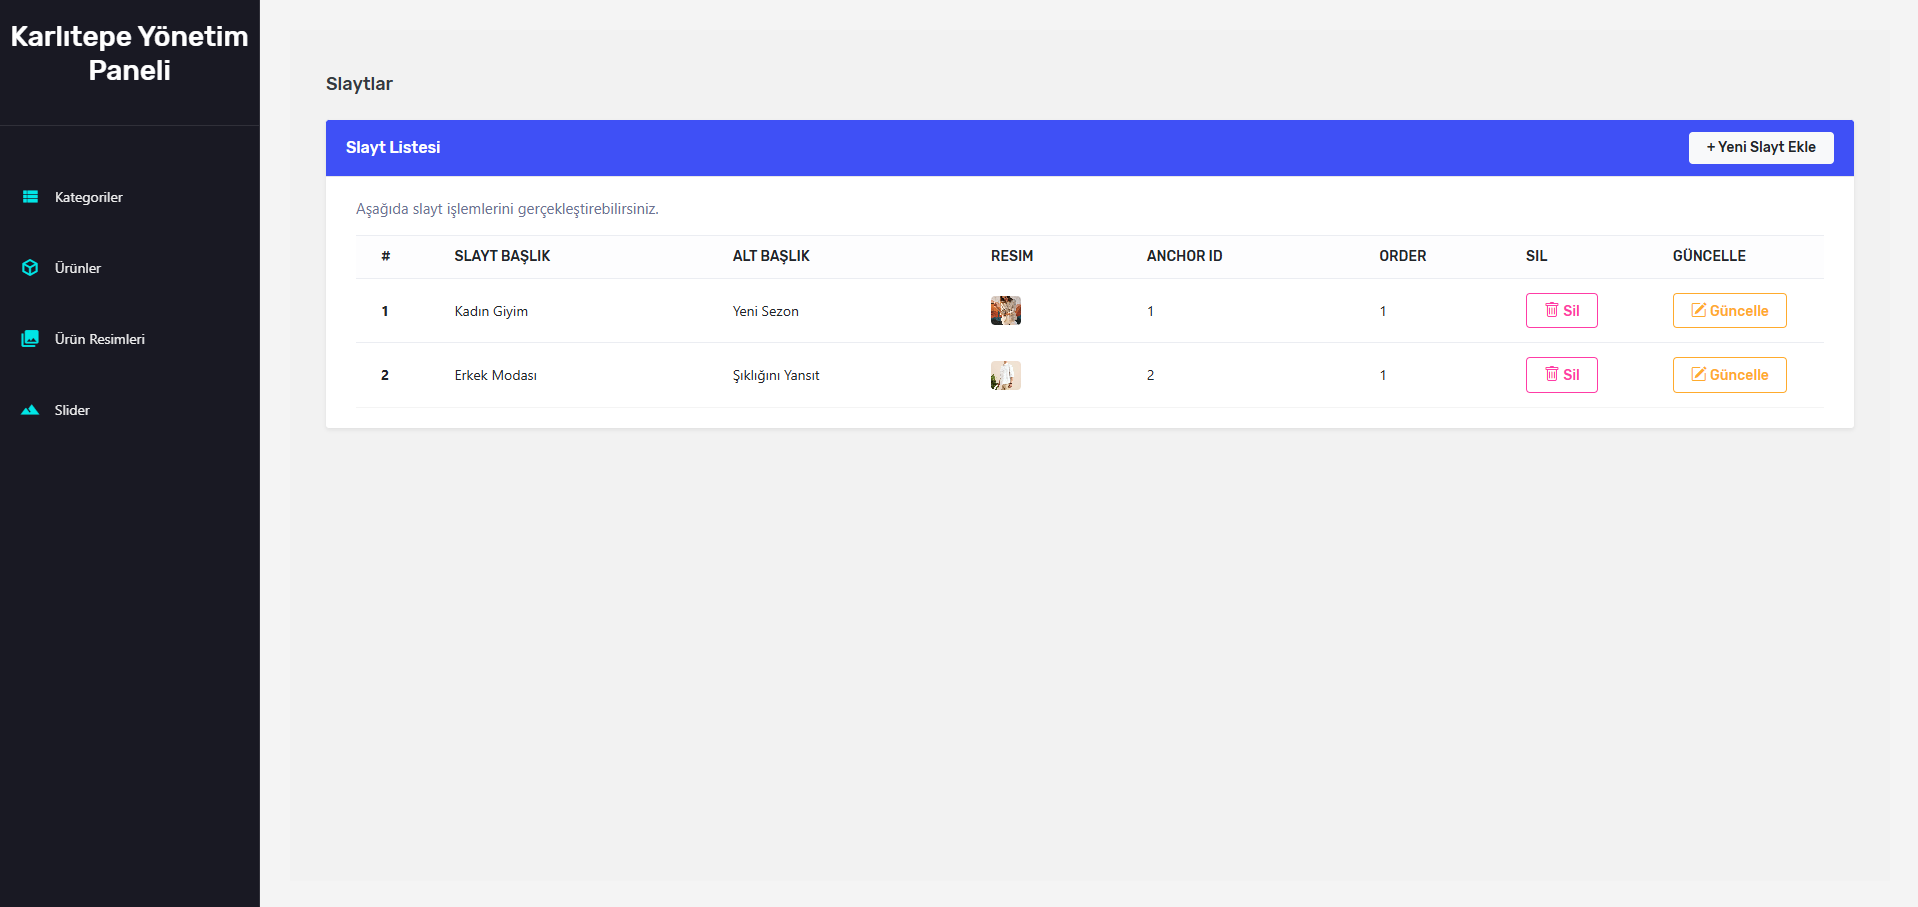 Karlıtepe Yönetim
Paneli
Kategoriler
Ürünler
Ürün Resimleri
Slider
Slaytlar
Slayt Listesi
+ Yeni Slayt Ekle
Aşağıda slayt işlemlerini gerçekleştirebilirsiniz.
# SLAYT BAŞLIK ALT BAŞLIK RESIM ANCHOR ID ORDER SIL GÜNCELLE
1 Kadın Giyim Yeni Sezon 1 1 Sil Güncelle
2 Erkek Modası Şıklığını Yansıt 2 1 Sil Güncelle